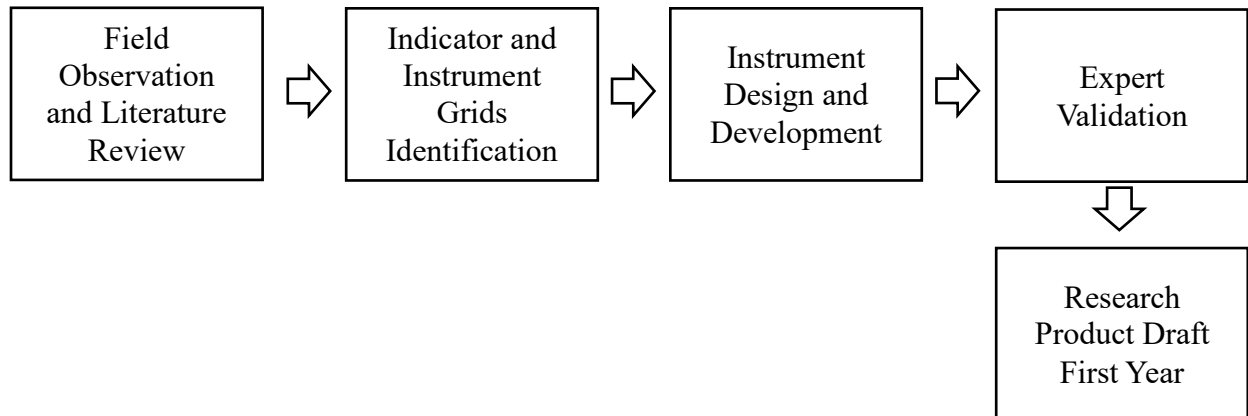 Field
Observation
and Literature
Review
Indicator and
Instrument
Grids
Identification
Instrument
Design and
Development
Expert
Validation
Research
Product Draft
First Year